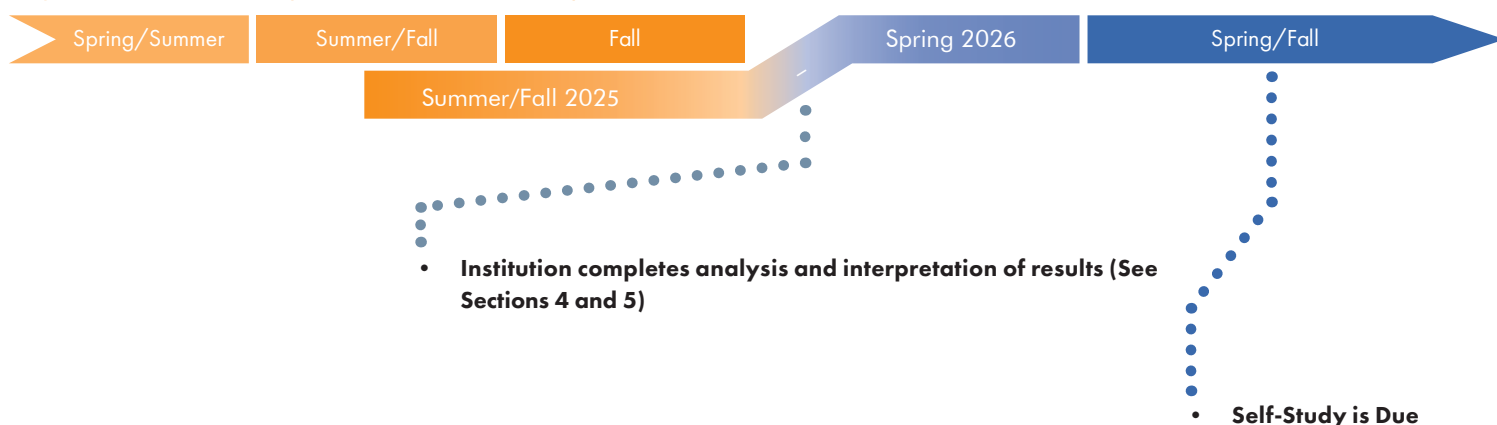 Spring/Summer
Summer/Fall
Fall
Spring 2026
Spring/Fall
Summer/Fall 2025
• Institution completes analysis and interpretation of results (See
Sections 4 and 5)
• Self-Study is Due